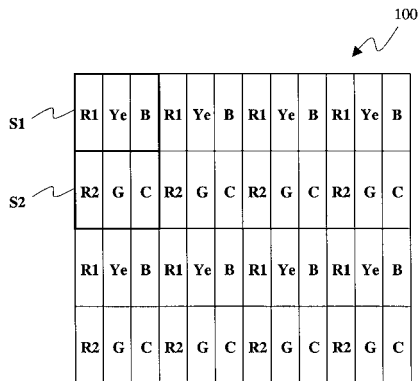 100
S1
R1 Ye B R1 Ye B R1 Ye B R1 Ye B
S2
R2 G C R2 G C R2 G C R2 G C
R1 Ye B R1 Ye B R1 Ye B R1 Ye B
R2 G C R2 G C R2 G C R2 G C